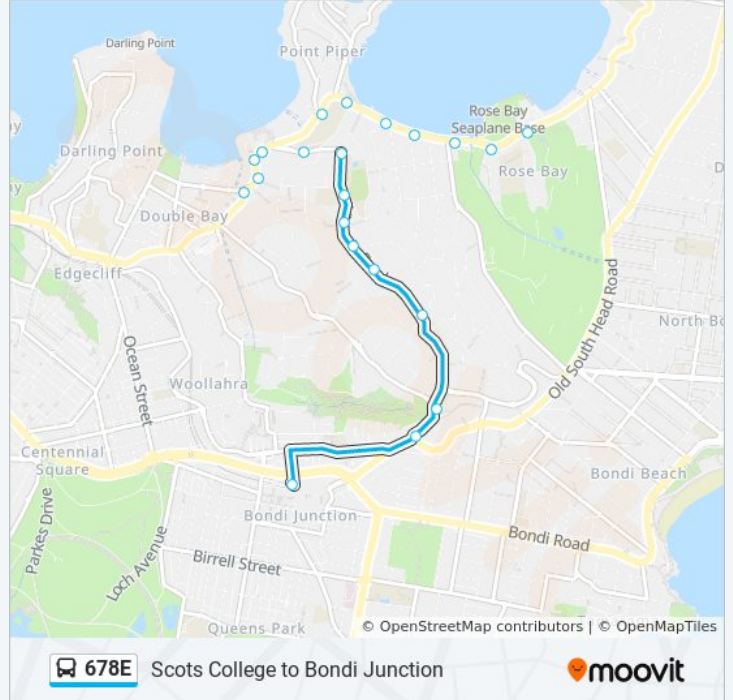 Darling Point
Point Piper
Rose Bay
Seaplane Base
ay
Darling Point
Rose Bay
D
ay
Double Bay
Edgecliff
Old South Head Road
North Bo
Ocean Street
Woollahra
Centennial
Square
Bondi Beach
Parkes Drive
Loch Avenue
Bondi Junction
Bondi Road
Birrell Street
Queens Park
© OpenStreetMap contributors | © OpenMapTiles
678E Scots College to Bondi Junction
moovit